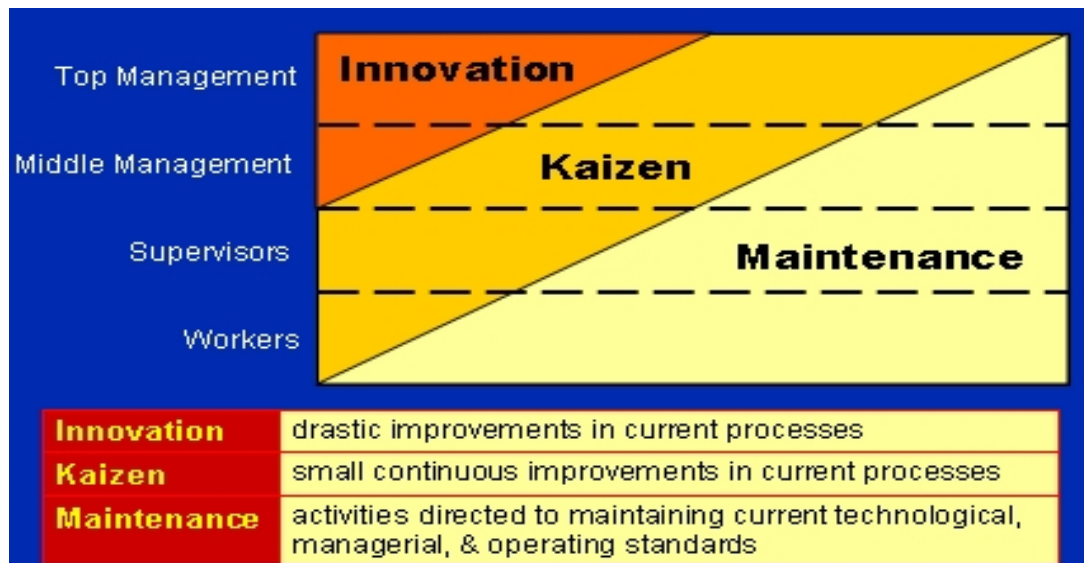 Top Management
Innovation
Middle Management
Kaizen
Supervisors
Maintenance
Workers
Innovation drastic improvements in current processes
Kaizen small continuous improvements in current processes
Maintenance activities directed to maintaining current technological,
managerial, & operating standards